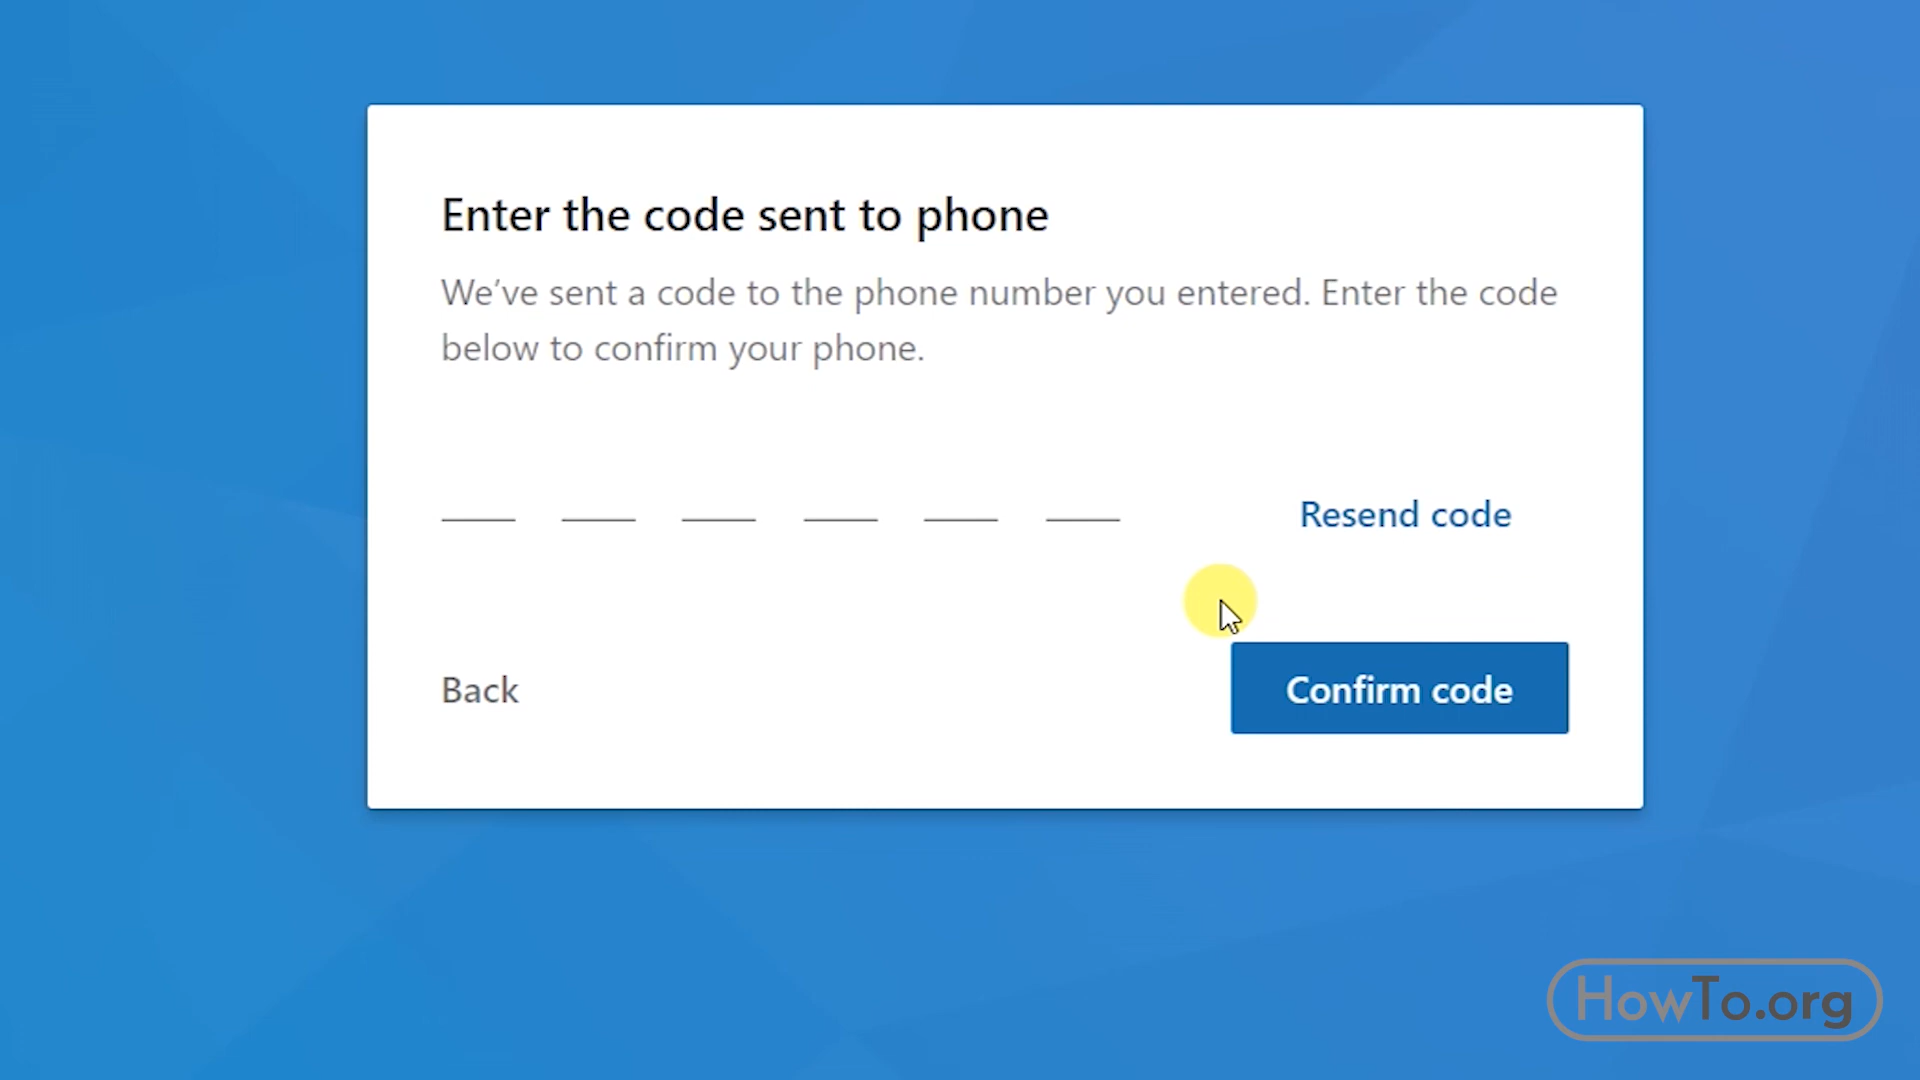 Enter the code sent to phone
We’ve sent a code to the phone number you entered. Enter the code
below to confirm your phone.
Resend code
Back
Confirm code
HowTo.org